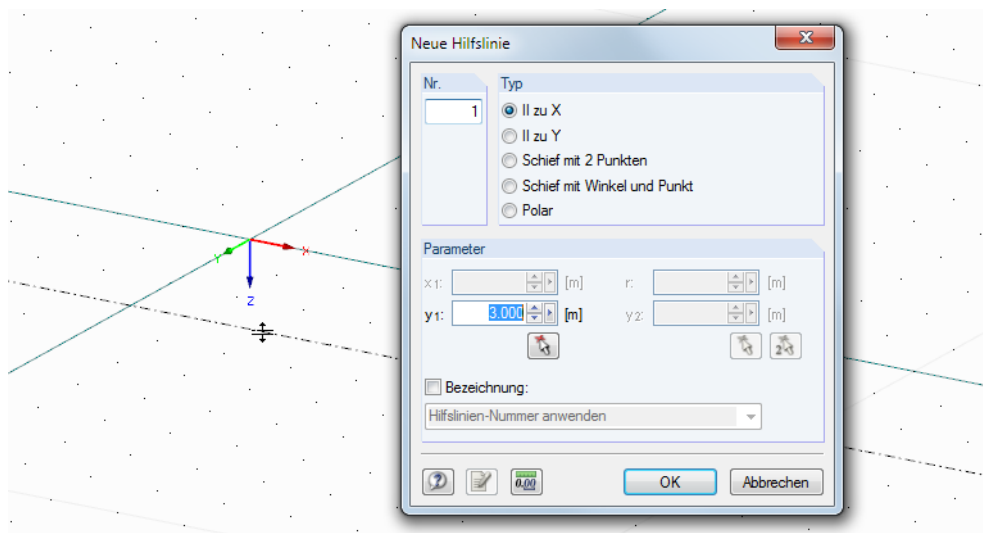 Neue Hilfslinie
Nr.
1
Typ
II zu X
II zu Y
Schief mit 2 Punkten
Schief mit Winkel und Punkt
Polar
X
Y
Z
Parameter
x1: [m] r: [m]
y1: 3.000 [m] y2: [m]
2
Bezeichnung:
Hilfslinien-Nummer anwenden
0.00
OK Abbrechen